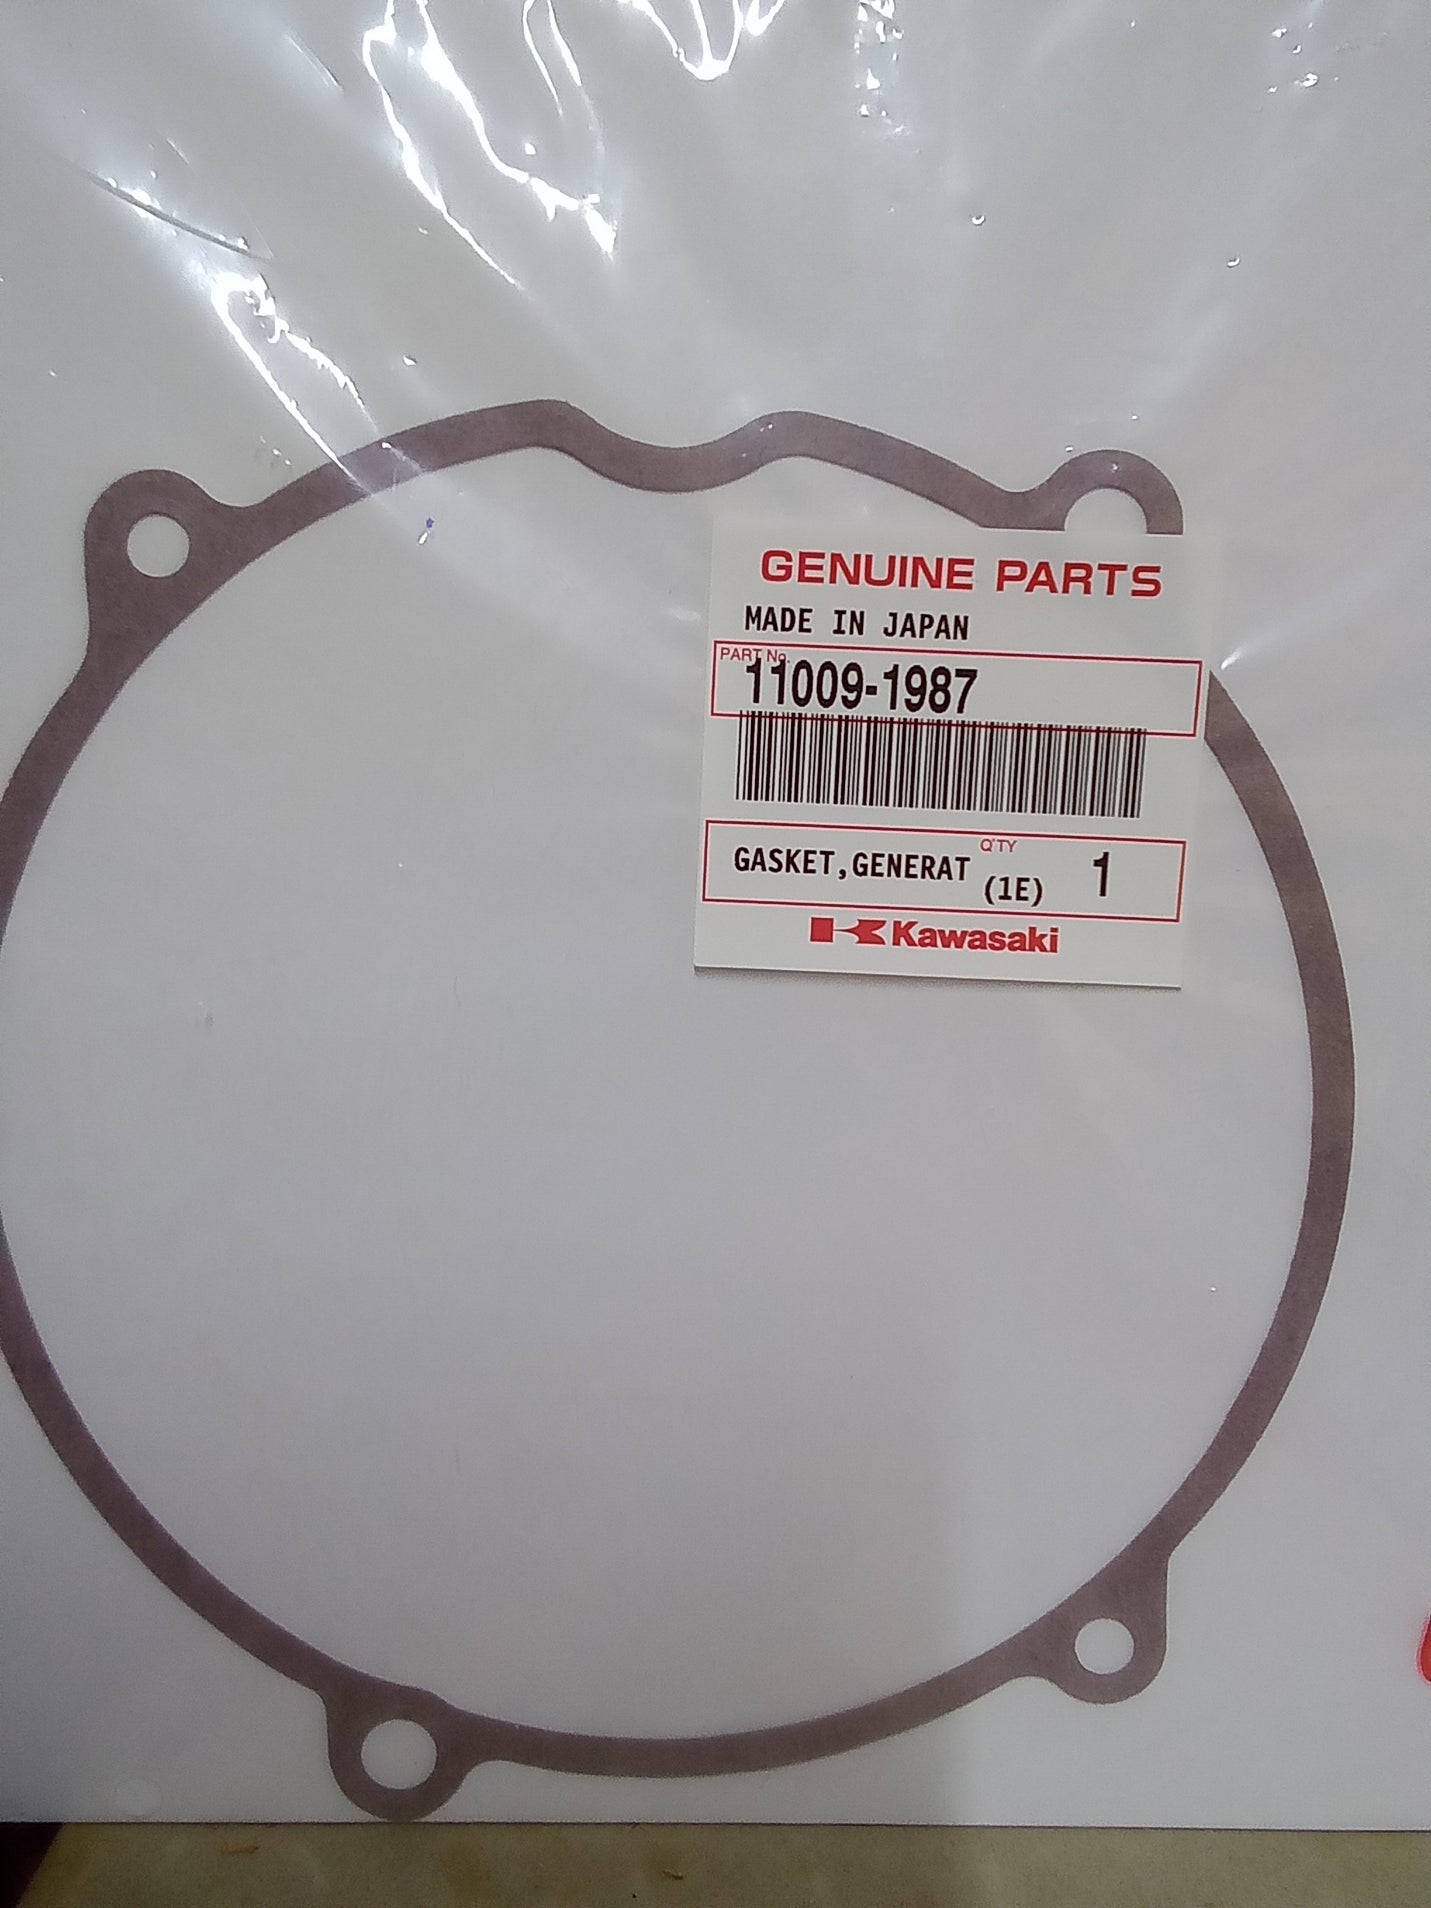 GENUINE PARTS
MADE IN JAPAN
PART No.
11009-1987
GASKET,GENERAT
Q'TY
(1E) 1
Kawasaki